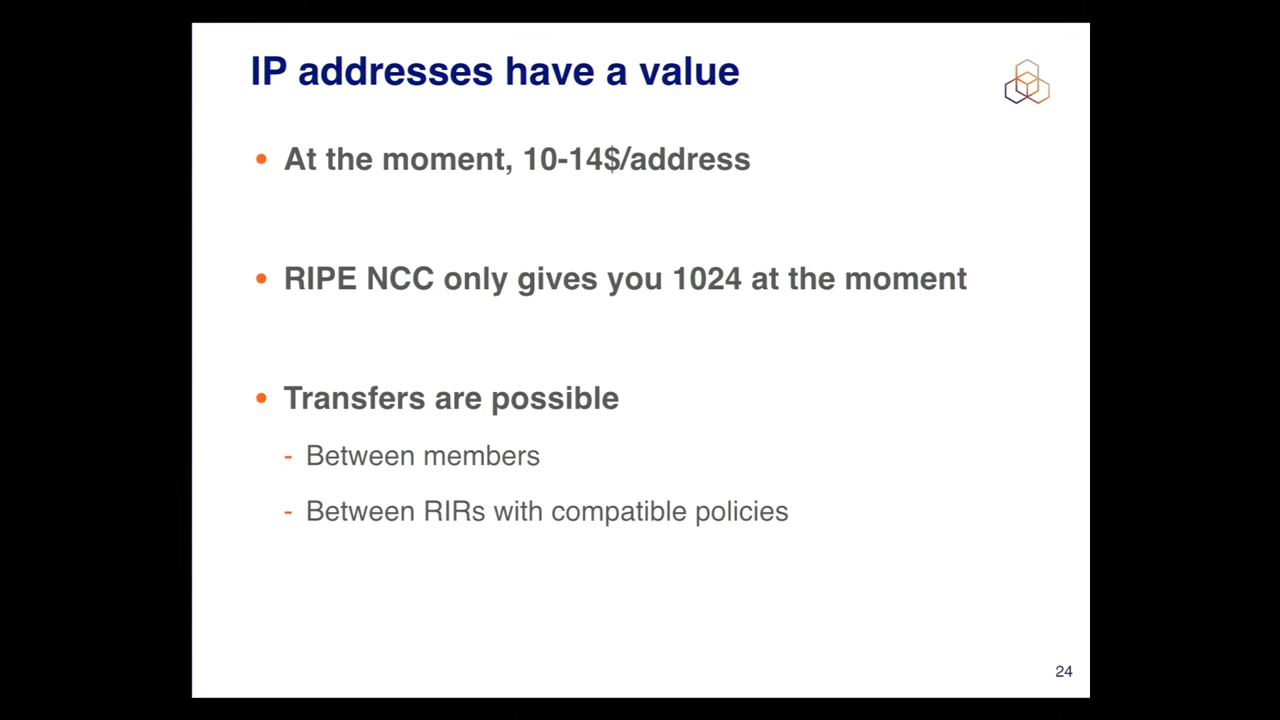 IP addresses have a value
• At the moment, 10-14$/address
• RIPE NCC only gives you 1024 at the moment
• Transfers are possible
- Between members
- Between RIRs with compatible policies
24